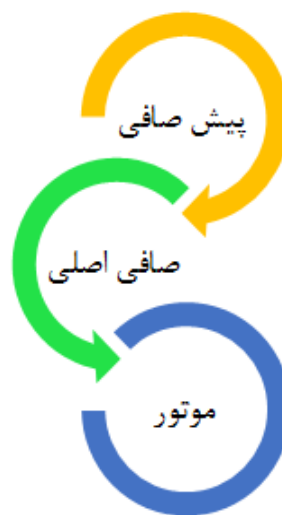 پیش صافی
صافی اصلی
موتور